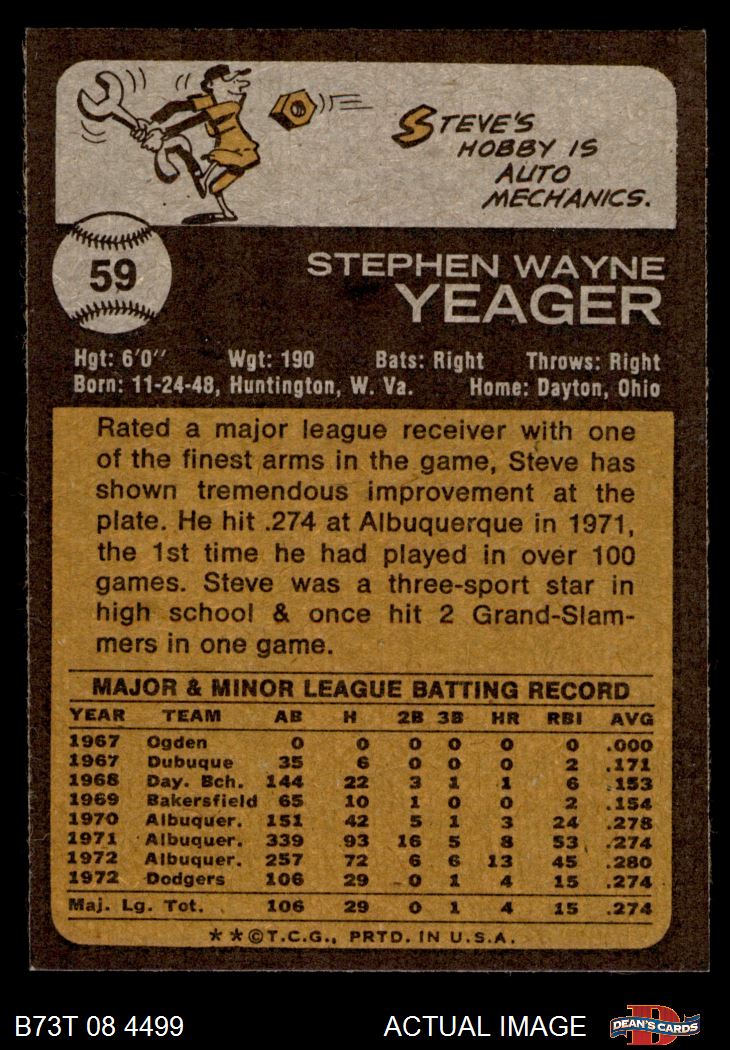 STEVE'S
HOBBY IS
AUTO
MECHANICS.
59
STEPHEN WAYNE
YEAGER
Hgt: 6'0" Wgt: 190 Bats: Right Throws: Right
Born: 11-24-48, Huntington, W. Va. Home: Dayton, Ohio
Rated a major league receiver with one
of the finest arms in the game, Steve has
shown tremendous improvement at the
plate. He hit .274 at Albuquerque in 1971,
the 1st time he had played in over 100
games. Steve was a three-sport star in
high school & once hit 2 Grand-Slam-
mers in one game.
MAJOR & MINOR LEAGUE BATTING RECORD
YEAR TEAM AB H 2B 3B HR RBI AVG
1967 Ogden 0 0 0 0 0 0 .000
1967 Dubuque 35 6 0 0 0 2 .171
1968 Day. Bch. 144 22 3 1 1 6 .153
1969 Bakersfield 65 10 1 0 0 2 .154
1970 Albuquer. 151 42 5 1 3 24 .278
1971 Albuquer. 339 93 16 5 8 53 .274
1972 Albuquer. 257 72 6 6 13 45 .280
1972 Dodgers 106 29 0 1 4 15 .274
Maj. Lg. Tot. 106 29 0 1 4 15 .274
**©T.C.G., PRTD. IN U.S.A.
B73T 08 4499 ACTUAL IMAGE DEAN'S CARDS